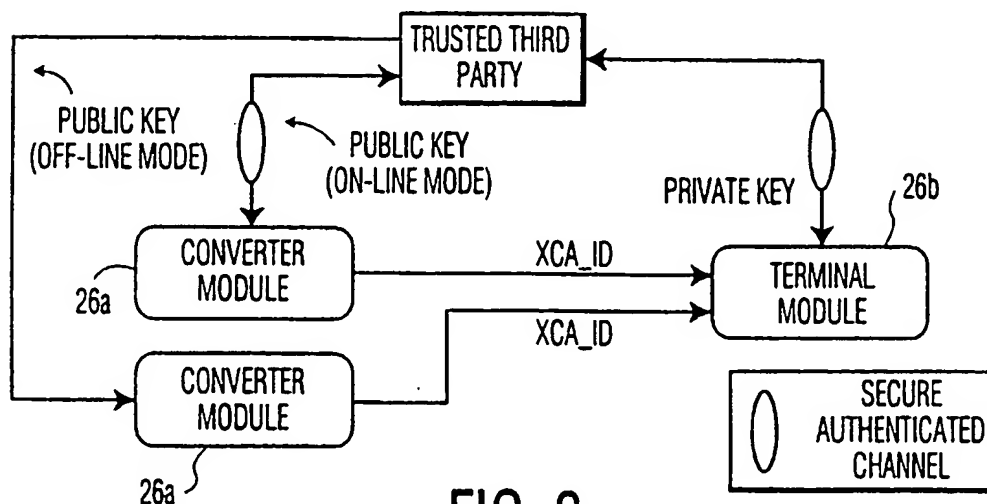 TRUSTED THIRD
PARTY
PUBLIC KEY
(OFF-LINE MODE)
PUBLIC KEY
(ON-LINE MODE)
PRIVATE KEY
26b
CONVERTER
MODULE
26a
XCA_ID
TERMINAL
MODULE
XCA_ID
CONVERTER
MODULE
26a
SECURE
AUTHENTICATED
CHANNEL